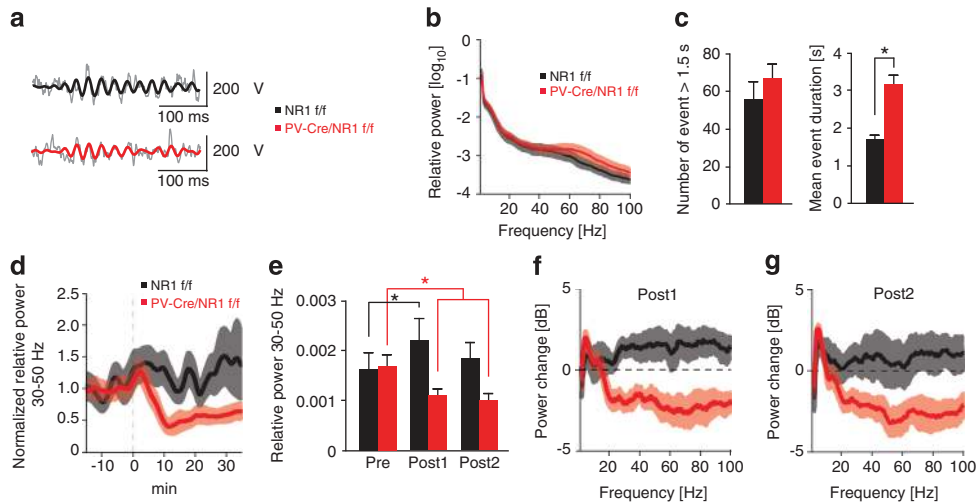 a
200 V
100 ms
200 V
100 ms
NR1 f/f
PV-Cre/NR1 f/f
b
Relative power [log10]
-0
-1
-2
-3
-4
20 40 60 80 100
Frequency [Hz]
NR1 f/f
PV-Cre/NR1 f/f
c
Number of event > 1.5 s
80
60
40
20
0
Mean event duration [s]
4
3
2
1
0
*
d
Normalized relative power
30-50 Hz
2.5
2.0
1.5
1.0
0.5
0
-10 0 10 20 30
min
NR1 f/f
PV-Cre/NR1 f/f
e
Relative power 30-50 Hz
0.003
0.002
0.001
0
*
*
Pre Post1 Post2
f
Post1
Power change [dB]
5
0
-5
20 40 60 80 100
Frequency [Hz]
g
Post2
Power change [dB]
5
0
-5
20 40 60 80 100
Frequency [Hz]